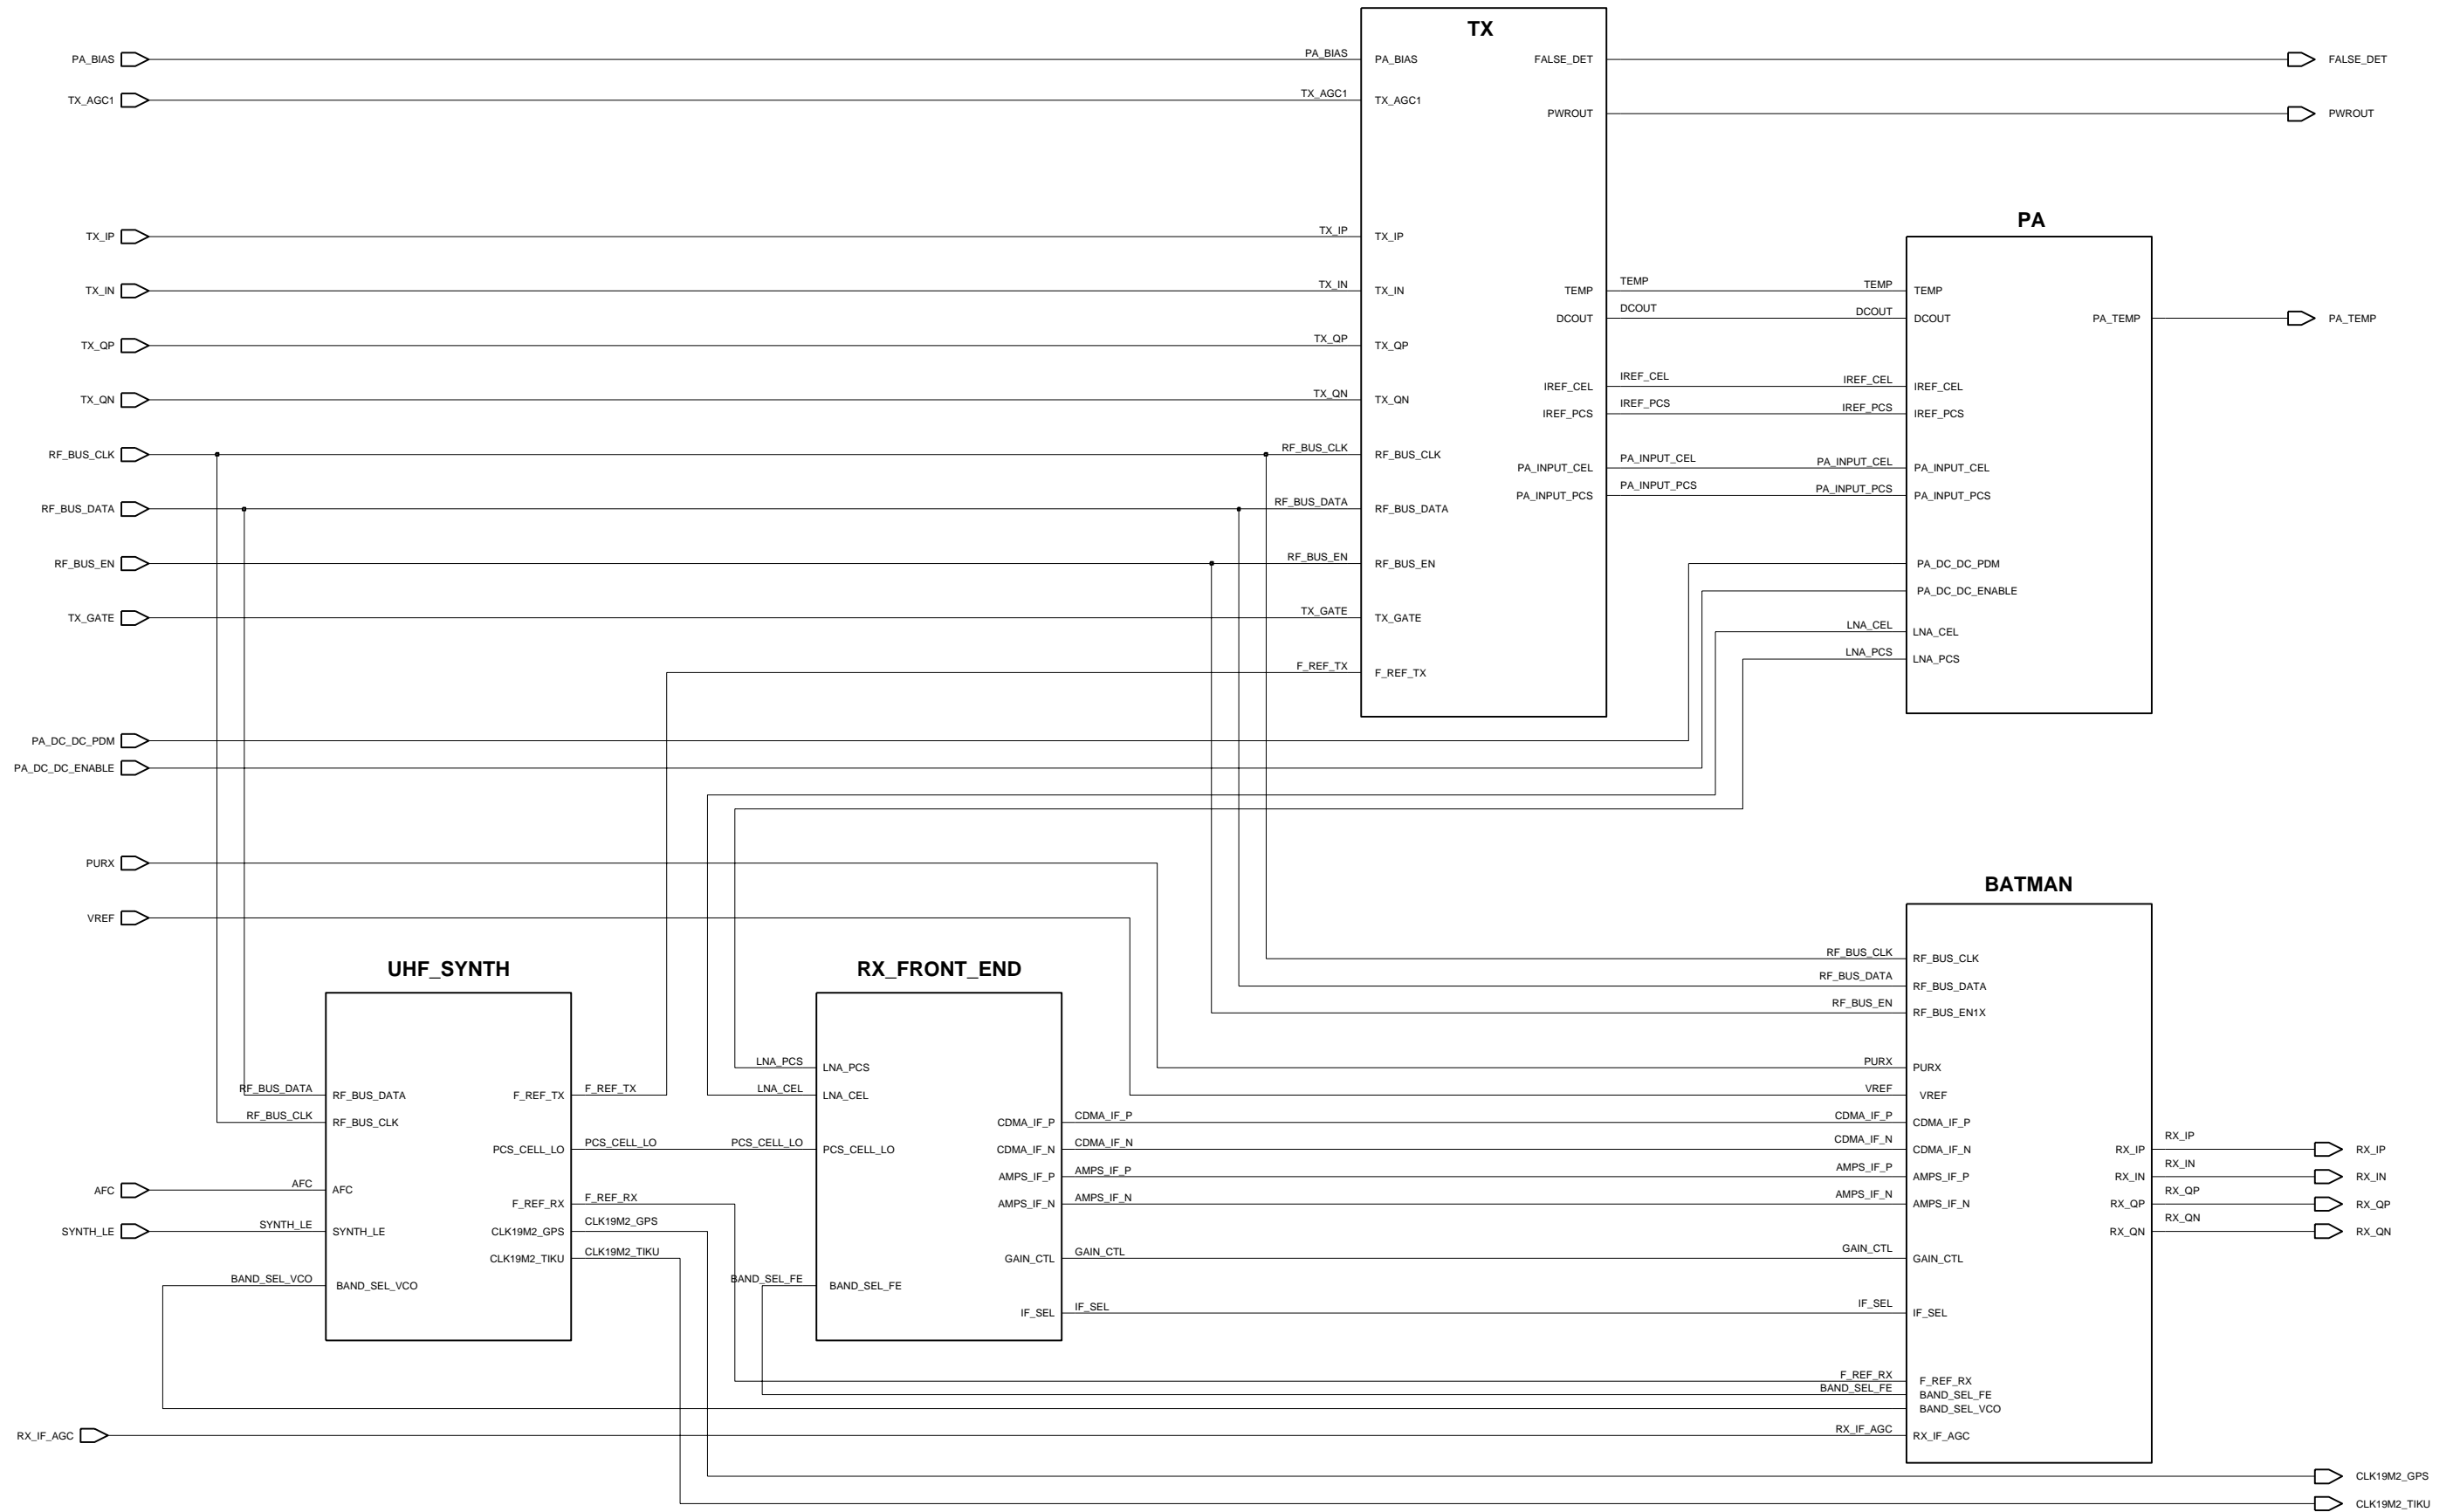 TX
PA_BIAS
PA_BIAS
PA_BIAS
FALSE_DET
FALSE_DET
TX_AGC1
TX_AGC1
TX_AGC1
PWROUT
PWROUT
PA
TX_IP
TX_IP
TX_IP
TX_IN
TX_IN
TX_IN
TEMP
TEMP
TEMP
TEMP
DCOUT
DCOUT
DCOUT
DCOUT
PA_TEMP
PA_TEMP
TX_QP
TX_QP
TX_QP
IREF_CEL
IREF_CEL
IREF_CEL
IREF_CEL
TX_QN
TX_QN
TX_QN
IREF_PCS
IREF_PCS
IREF_PCS
IREF_PCS
RF_BUS_CLK
RF_BUS_CLK
RF_BUS_CLK
PA_INPUT_CEL
PA_INPUT_CEL
PA_INPUT_CEL
PA_INPUT_CEL
PA_INPUT_PCS
PA_INPUT_PCS
PA_INPUT_PCS
PA_INPUT_PCS
RF_BUS_DATA
RF_BUS_DATA
RF_BUS_DATA
RF_BUS_EN
RF_BUS_EN
RF_BUS_EN
PA_DC_DC_PDM
PA_DC_DC_ENABLE
TX_GATE
TX_GATE
TX_GATE
LNA_CEL
LNA_CEL
LNA_PCS
LNA_PCS
F_REF_TX
F_REF_TX
PA_DC_DC_PDM
PA_DC_DC_ENABLE
PURX
BATMAN
VREF
UHF_SYNTH
RX_FRONT_END
RF_BUS_CLK
RF_BUS_CLK
RF_BUS_DATA
RF_BUS_DATA
RF_BUS_EN
RF_BUS_EN1X
LNA_PCS
LNA_PCS
PURX
PURX
RF_BUS_DATA
RF_BUS_DATA
F_REF_TX
F_REF_TX
LNA_CEL
LNA_CEL
VREF
VREF
RF_BUS_CLK
RF_BUS_CLK
CDMA_IF_P
CDMA_IF_P
CDMA_IF_P
CDMA_IF_P
PCS_CELL_LO
PCS_CELL_LO
PCS_CELL_LO
PCS_CELL_LO
CDMA_IF_N
CDMA_IF_N
CDMA_IF_N
CDMA_IF_N
RX_IP
RX_IP
RX_IP
AMPS_IF_P
AMPS_IF_P
AMPS_IF_P
AMPS_IF_P
RX_IN
RX_IN
RX_IN
AFC
AFC
AFC
F_REF_RX
F_REF_RX
AMPS_IF_N
AMPS_IF_N
AMPS_IF_N
AMPS_IF_N
RX_QP
RX_QP
RX_QP
SYNTH_LE
SYNTH_LE
SYNTH_LE
CLK19M2_GPS
CLK19M2_GPS
RX_QN
RX_QN
RX_QN
CLK19M2_TIKU
CLK19M2_TIKU
GAIN_CTL
GAIN_CTL
GAIN_CTL
GAIN_CTL
BAND_SEL_VCO
BAND_SEL_VCO
BAND_SEL_FE
BAND_SEL_FE
IF_SEL
IF_SEL
IF_SEL
IF_SEL
F_REF_RX
F_REF_RX
BAND_SEL_FE
BAND_SEL_FE
BAND_SEL_VCO
RX_IF_AGC
RX_IF_AGC
RX_IF_AGC
CLK19M2_GPS
CLK19M2_TIKU